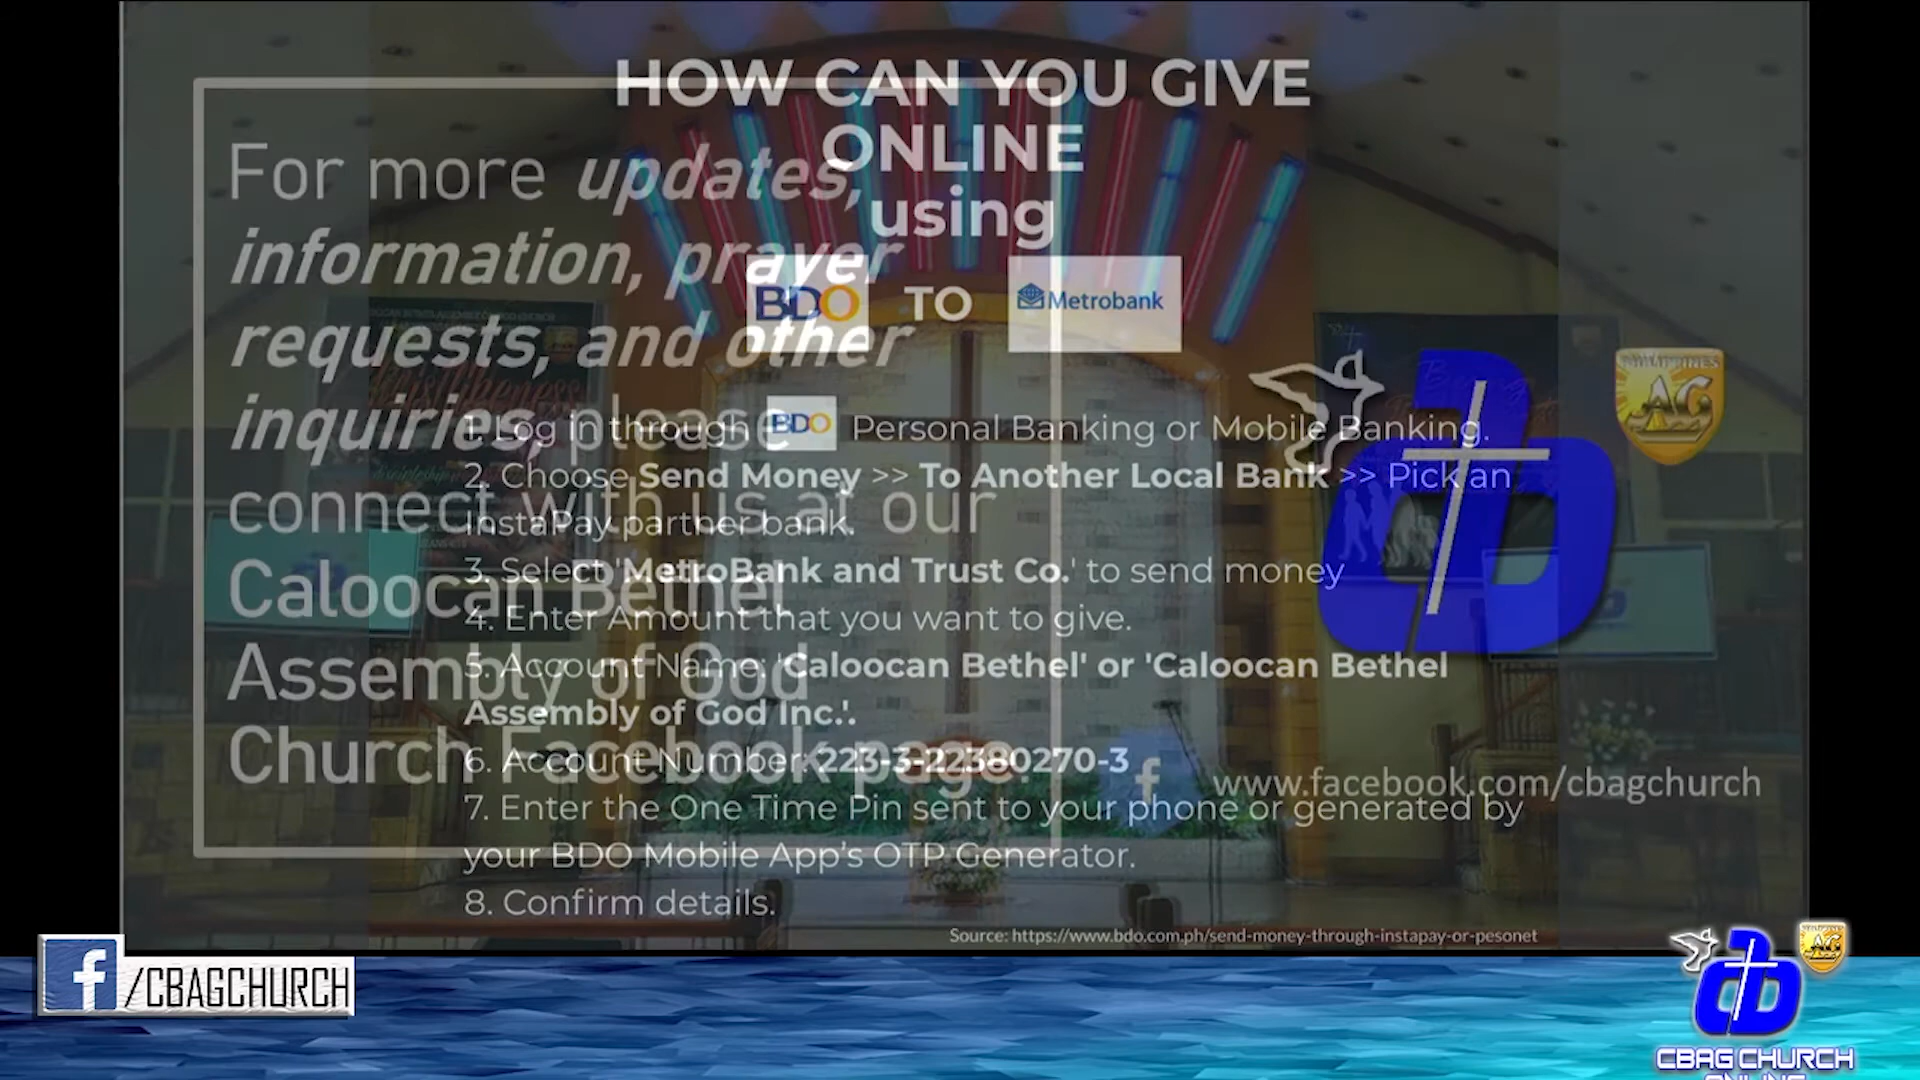 HOW CAN YOU GIVE
ONLINE
using
BDO TO Metrobank
1. Log In through BDO Personal Banking or Mobile Banking.
2. Choose Send Money >> To Another Local Bank >> Pick an
InstaPay partner bank.
3. Select 'MetroBank and Trust Co.' to send money
4. Enter Amount that you want to give.
5. Account Name: 'Caloocan Bethel' or 'Caloocan Bethel
Assembly of God Inc.'.
6. Account Number: 223-3-22380270-3
7. Enter the One Time Pin sent to your phone or generated by
your BDO Mobile App's OTP Generator.
8. Confirm details.
Source: https://www.bdo.com.ph/send-money-through-instapay-or-pesonet
For more updates,
information, prayer
requests, and other
inquiries, please
connect with us at our
Caloocan Bethel
Assembly of God
Church Facebook page.
PHILIPPINES
AG
f www.facebook.com/cbagchurch
f /CBAGCHURCH
AG
CBAG CHURCH
ONLINE